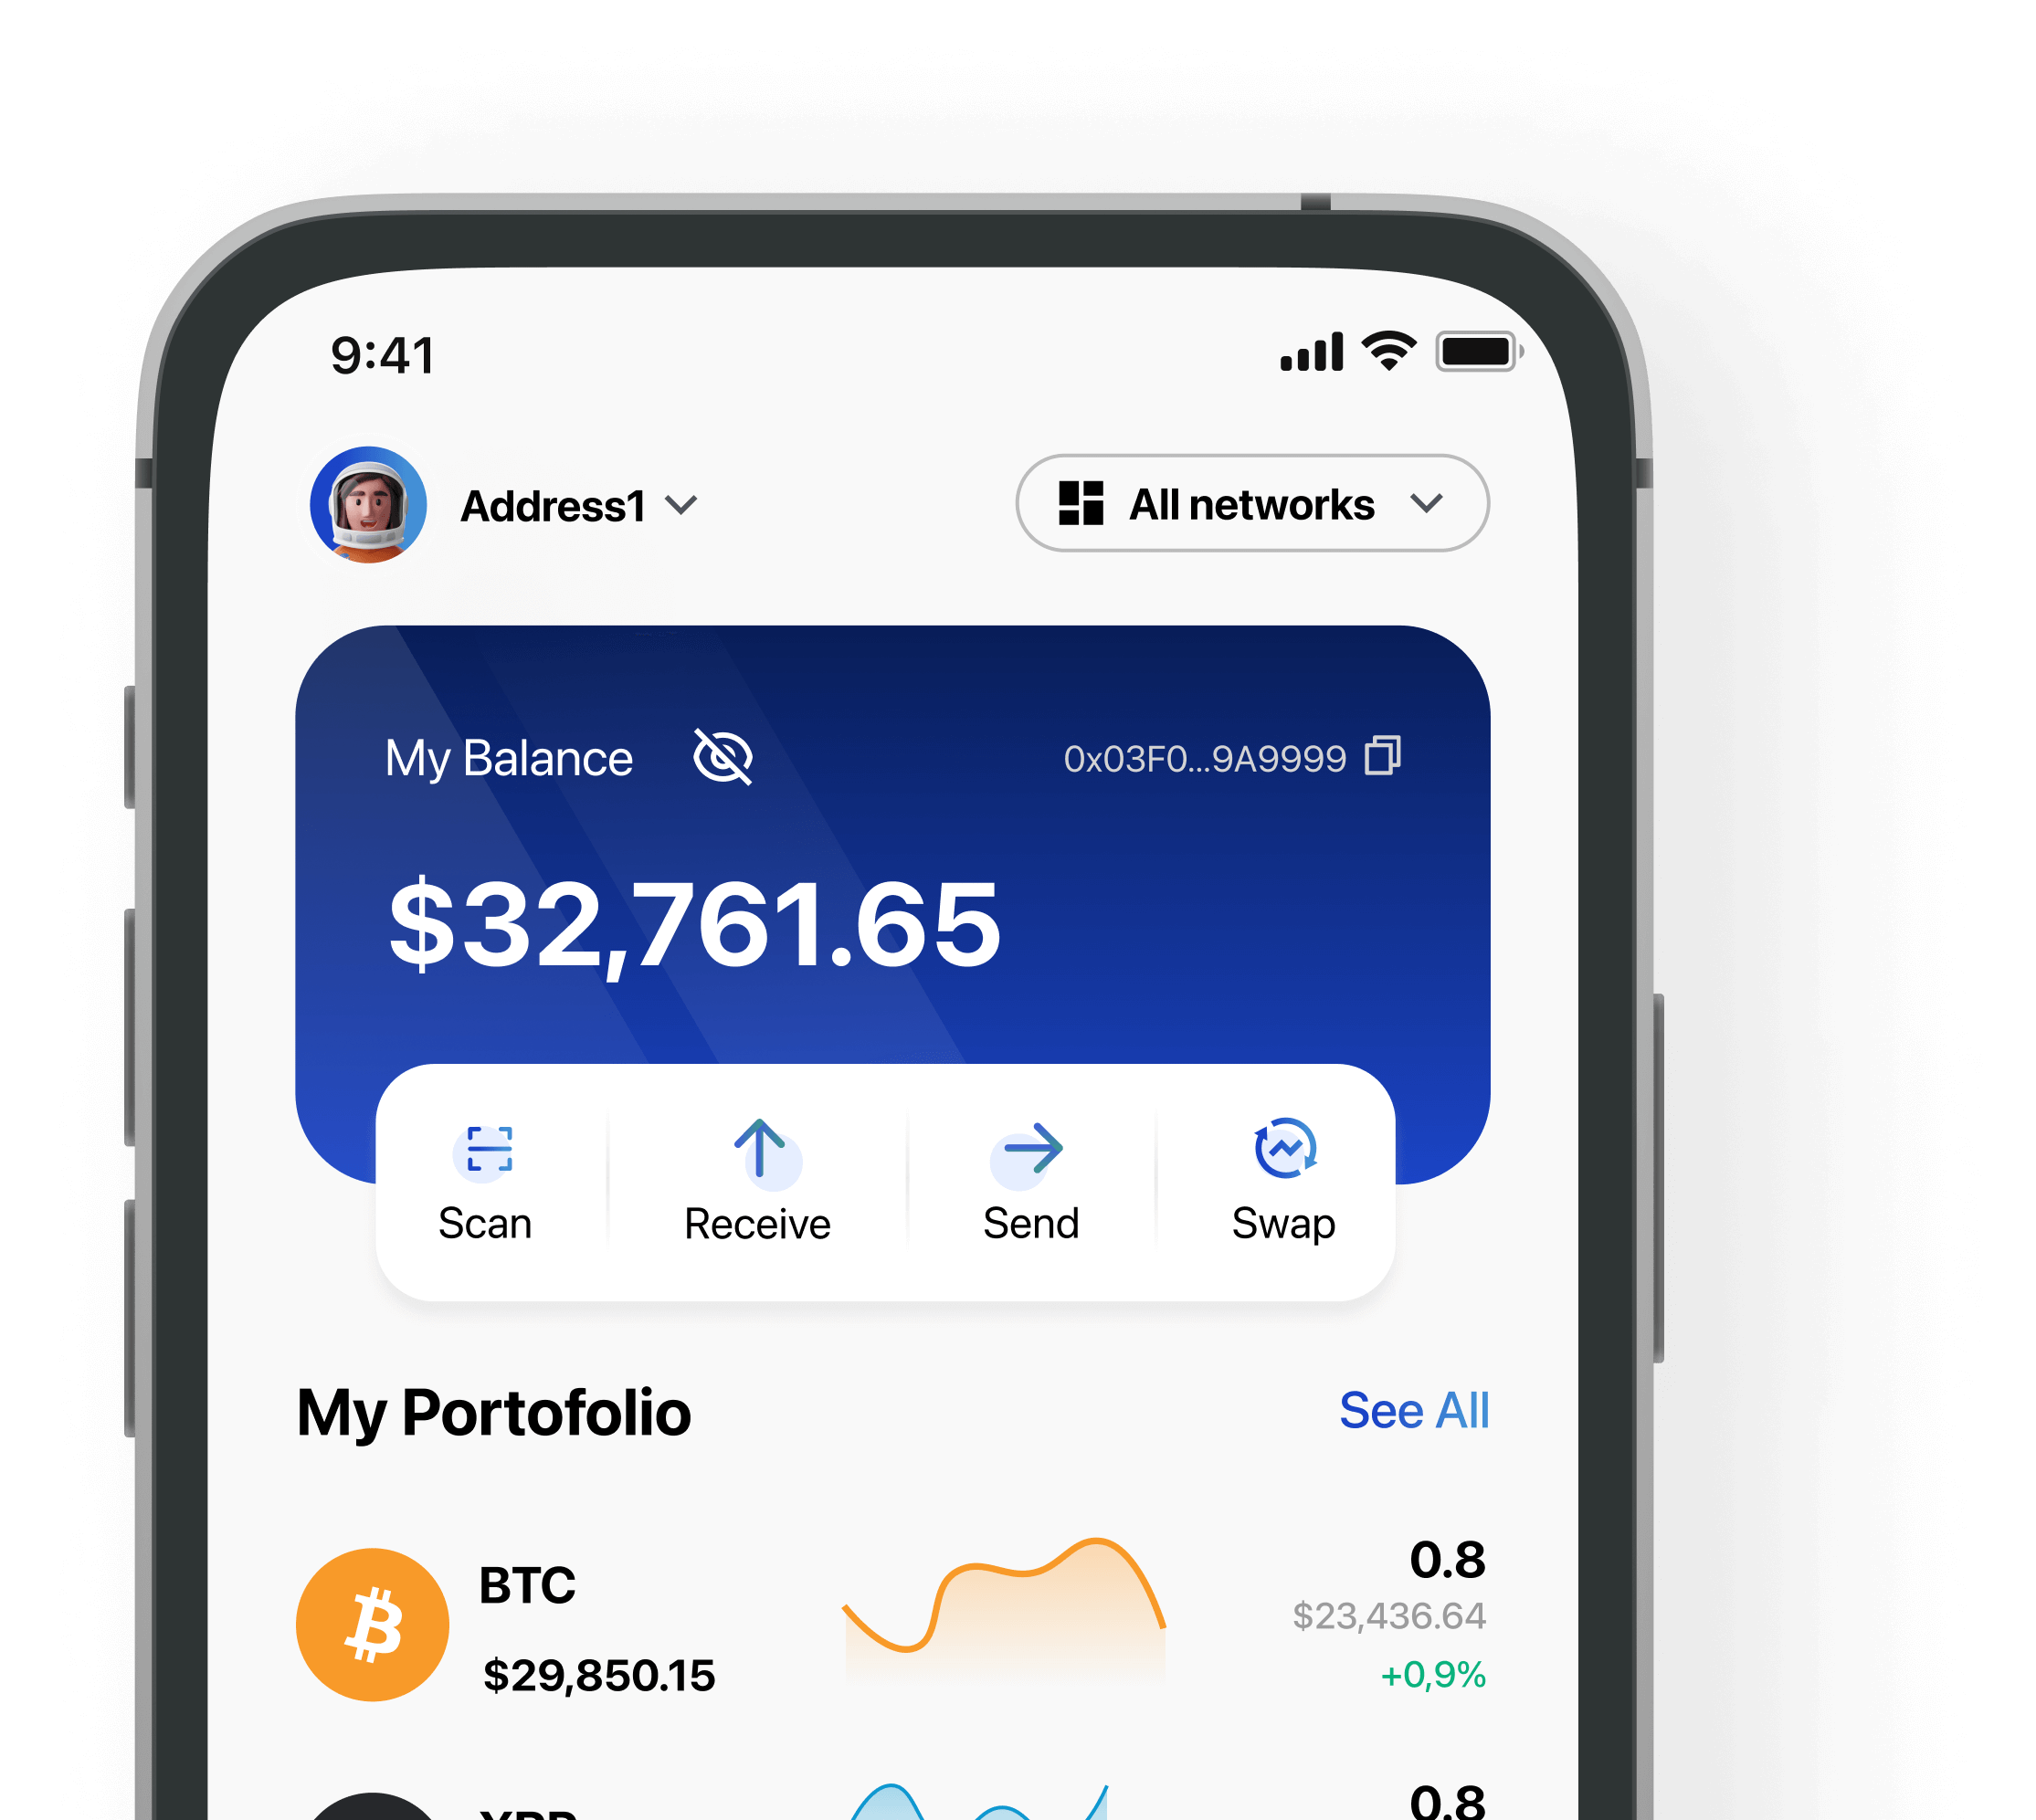 9:41
Address1
All networks
My Balance
0x03F0...9A9999
$32,761.65
Scan
Receive
Send
Swap
My Portofolio
See All
BTC
0.8
$23,436.64
$29,850.15
+0,9%
XRP
0.8